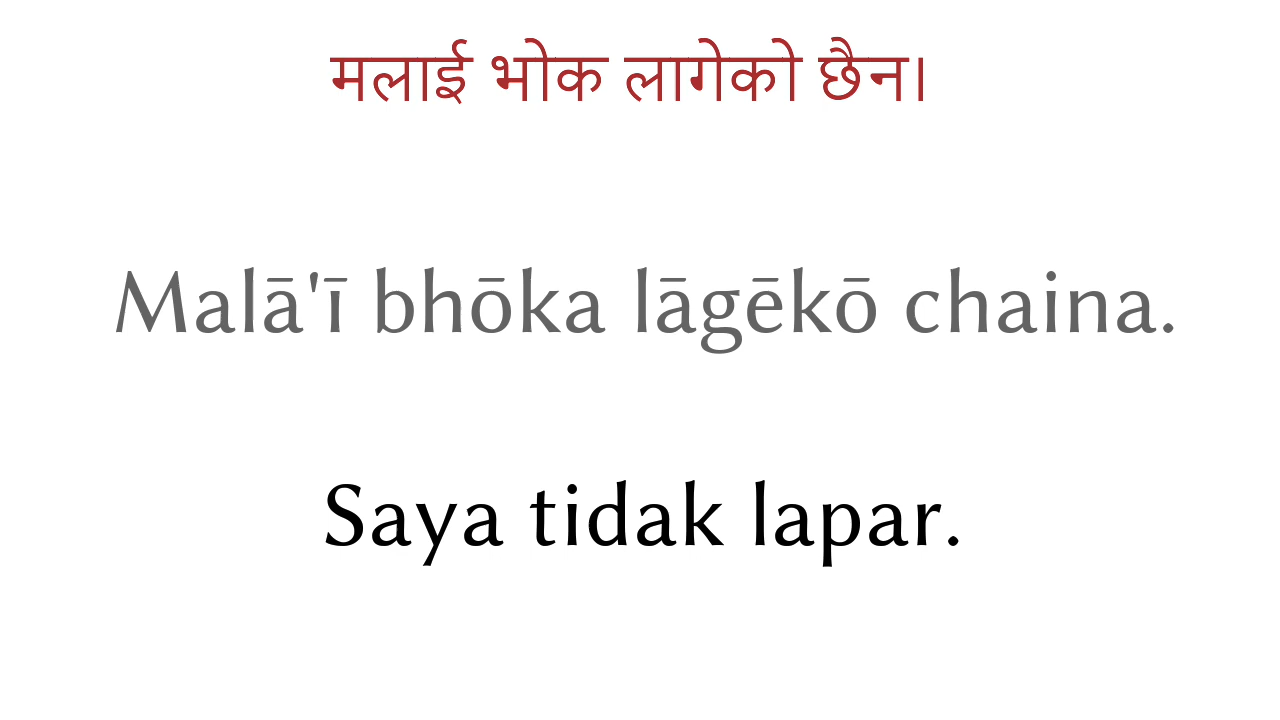 मलाई भोक लागेको छैन।
Malā'ī bhōka lāgēkō chaina.
Saya tidak lapar.